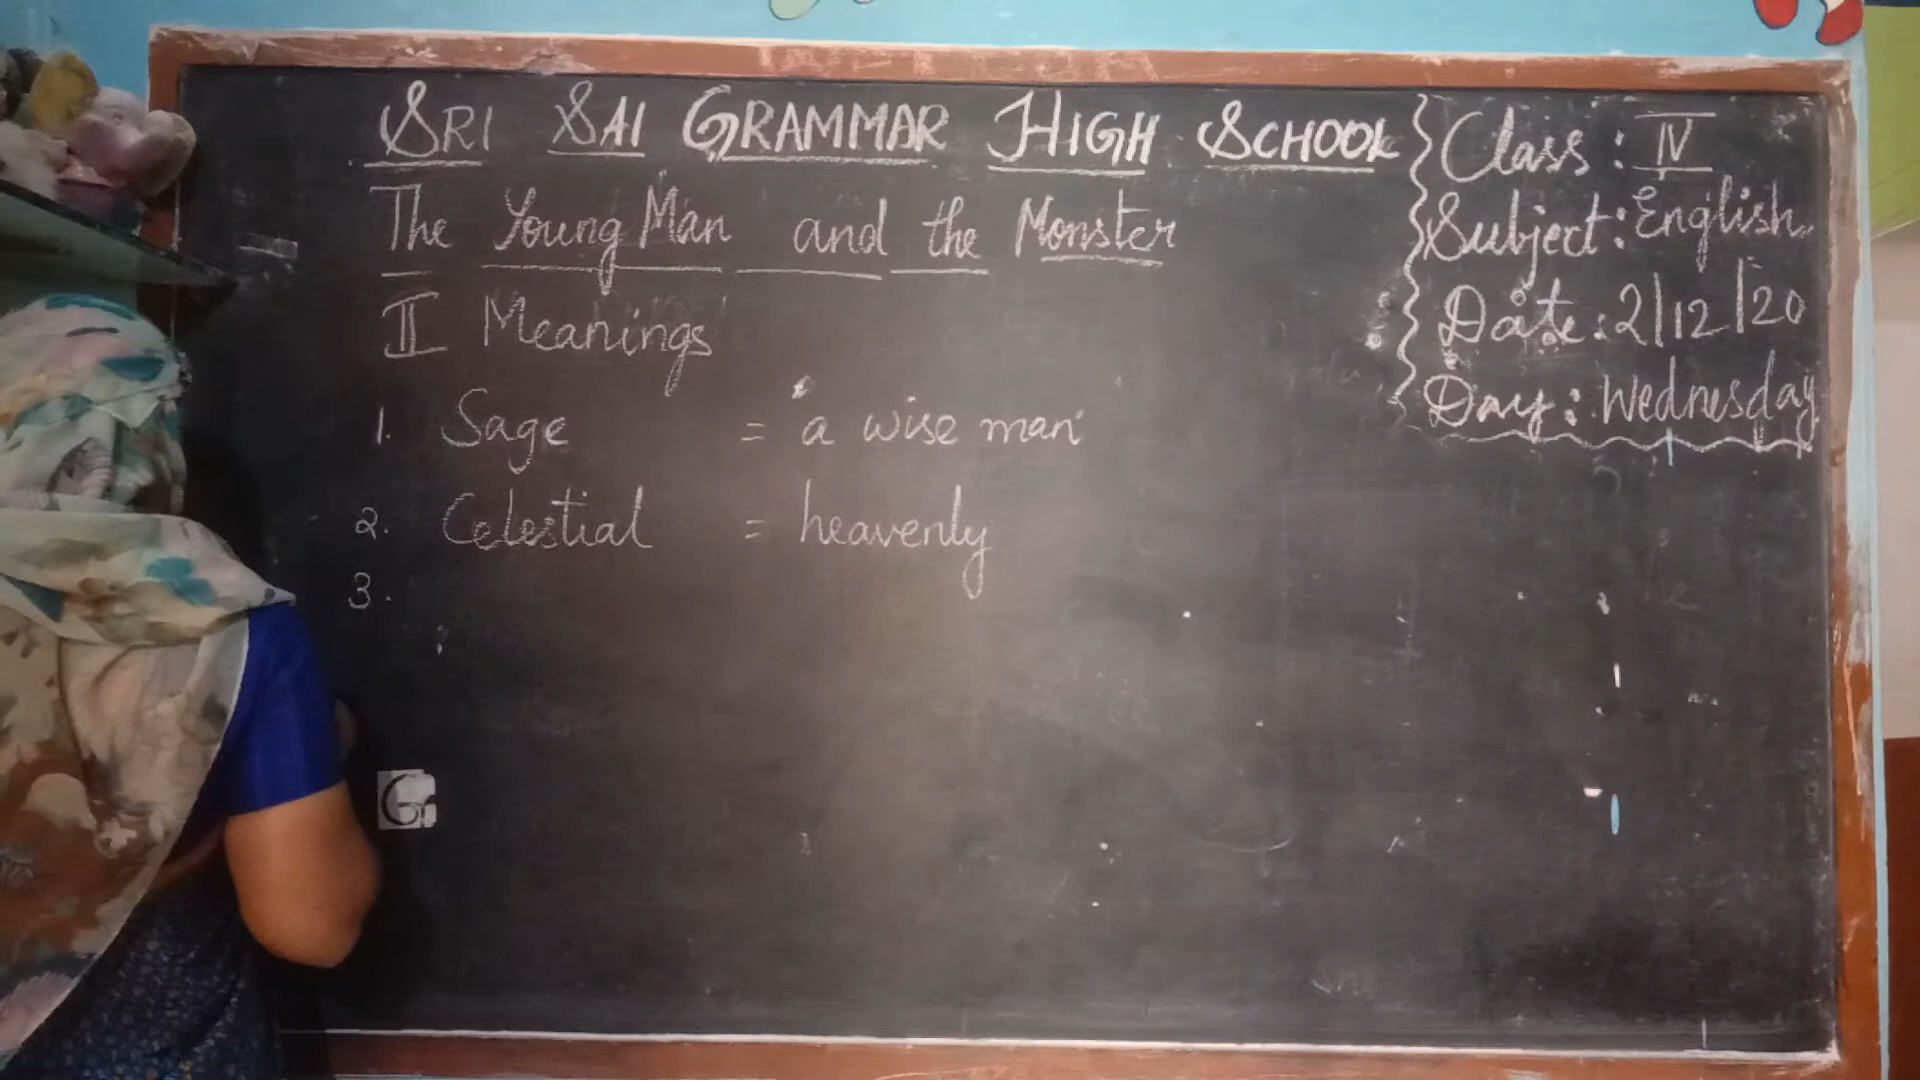 SRI SAI GRAMMAR HIGH SCHOOL
The Young Man and the Monster
II Meanings
1. Sage = a wise man
2. Celestial = heavenly
3.
Class : IV
Subject : English
Date : 2/12/20
Day : Wednesday
G